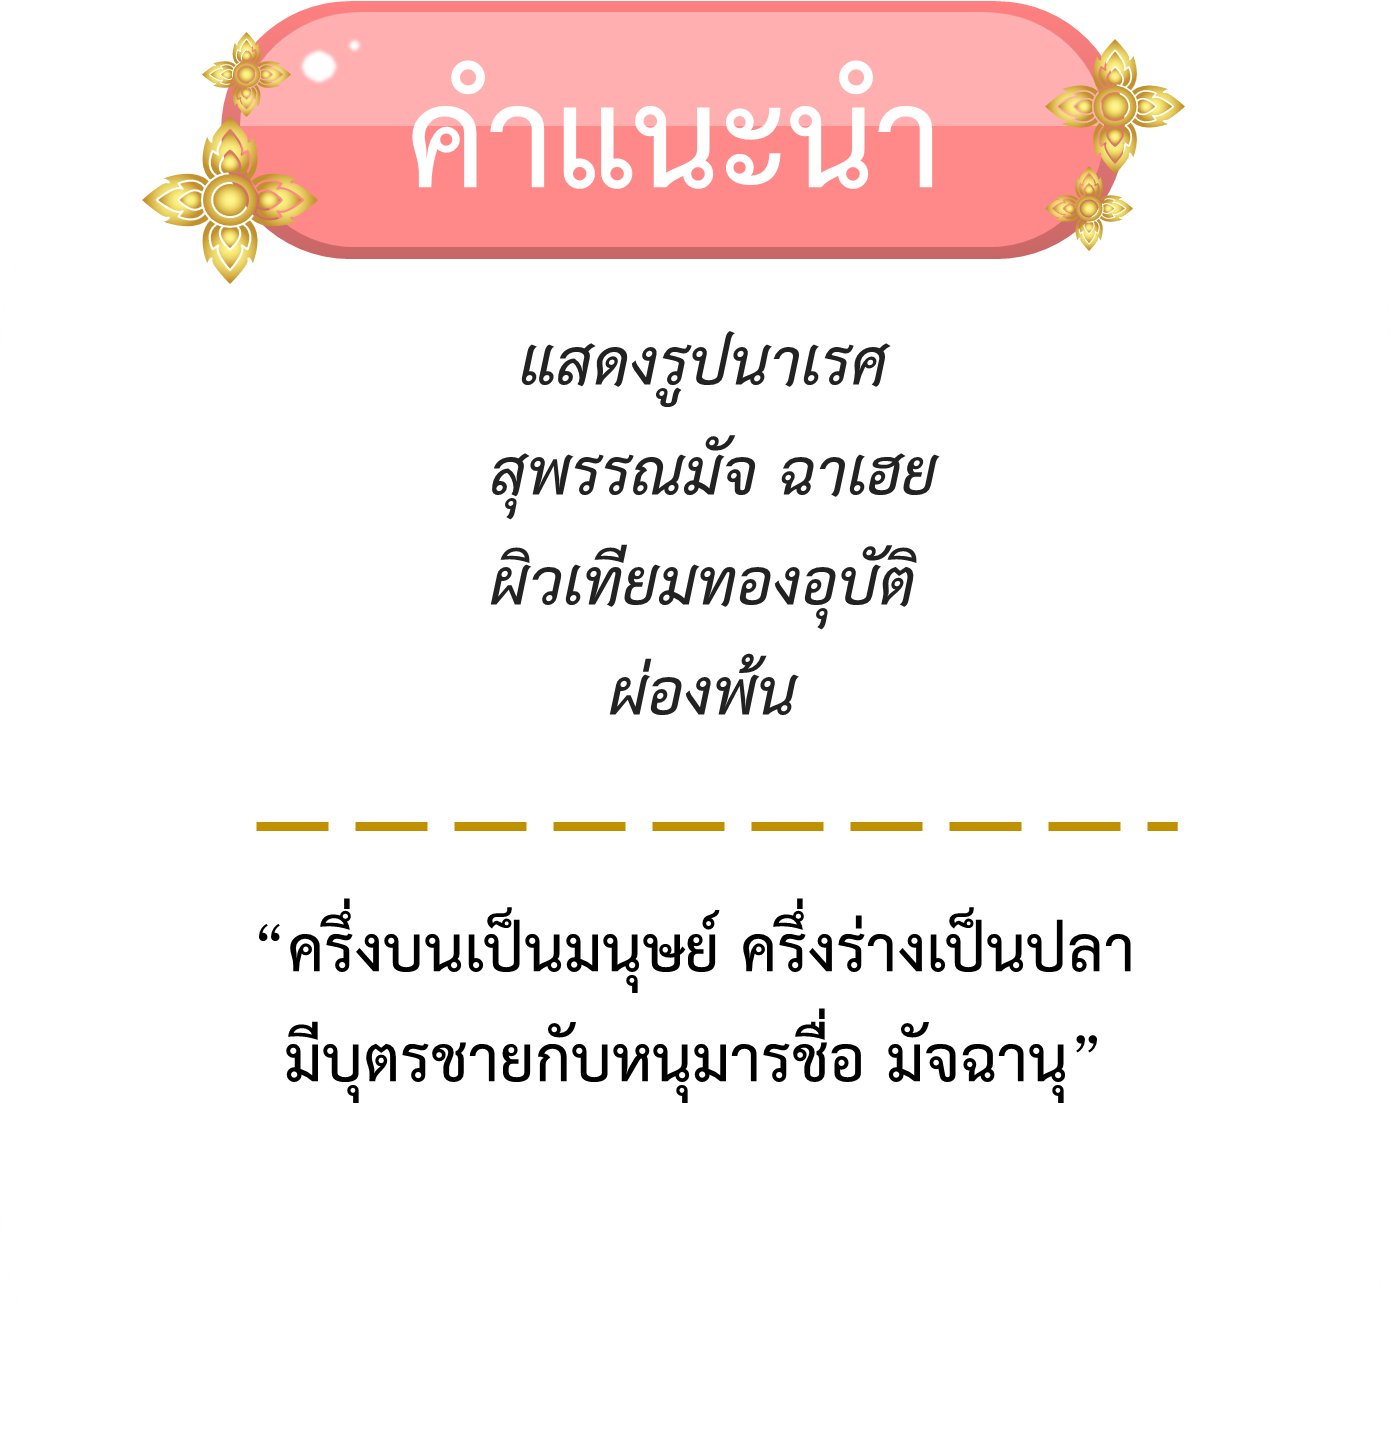 คำแนะนำ
แสดงรูปนาเรศ
สุพรรณมัจ ฉาเฮย
ผิวเทียมทองอุบัติ
ผ่องพ้น
“ครึ่งบนเป็นมนุษย์ ครึ่งร่างเป็นปลา
มีบุตรชายกับหนุมารชื่อ มัจฉานุ”